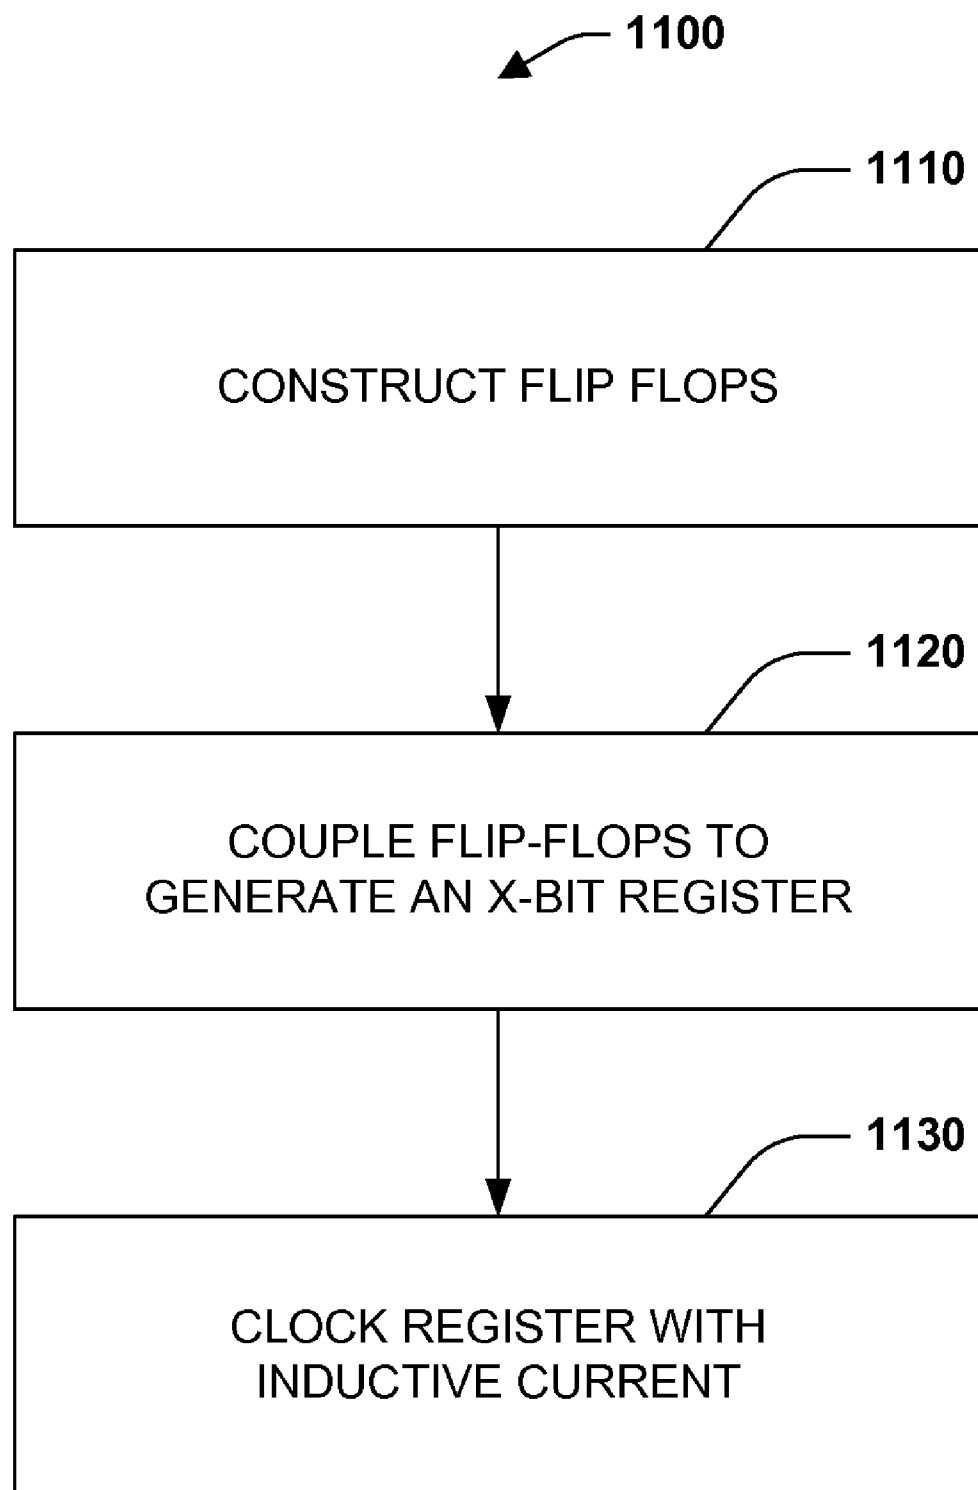 1100
1110
CONSTRUCT FLIP FLOPS
1120
COUPLE FLIP-FLOPS TO
GENERATE AN X-BIT REGISTER
1130
CLOCK REGISTER WITH
INDUCTIVE CURRENT